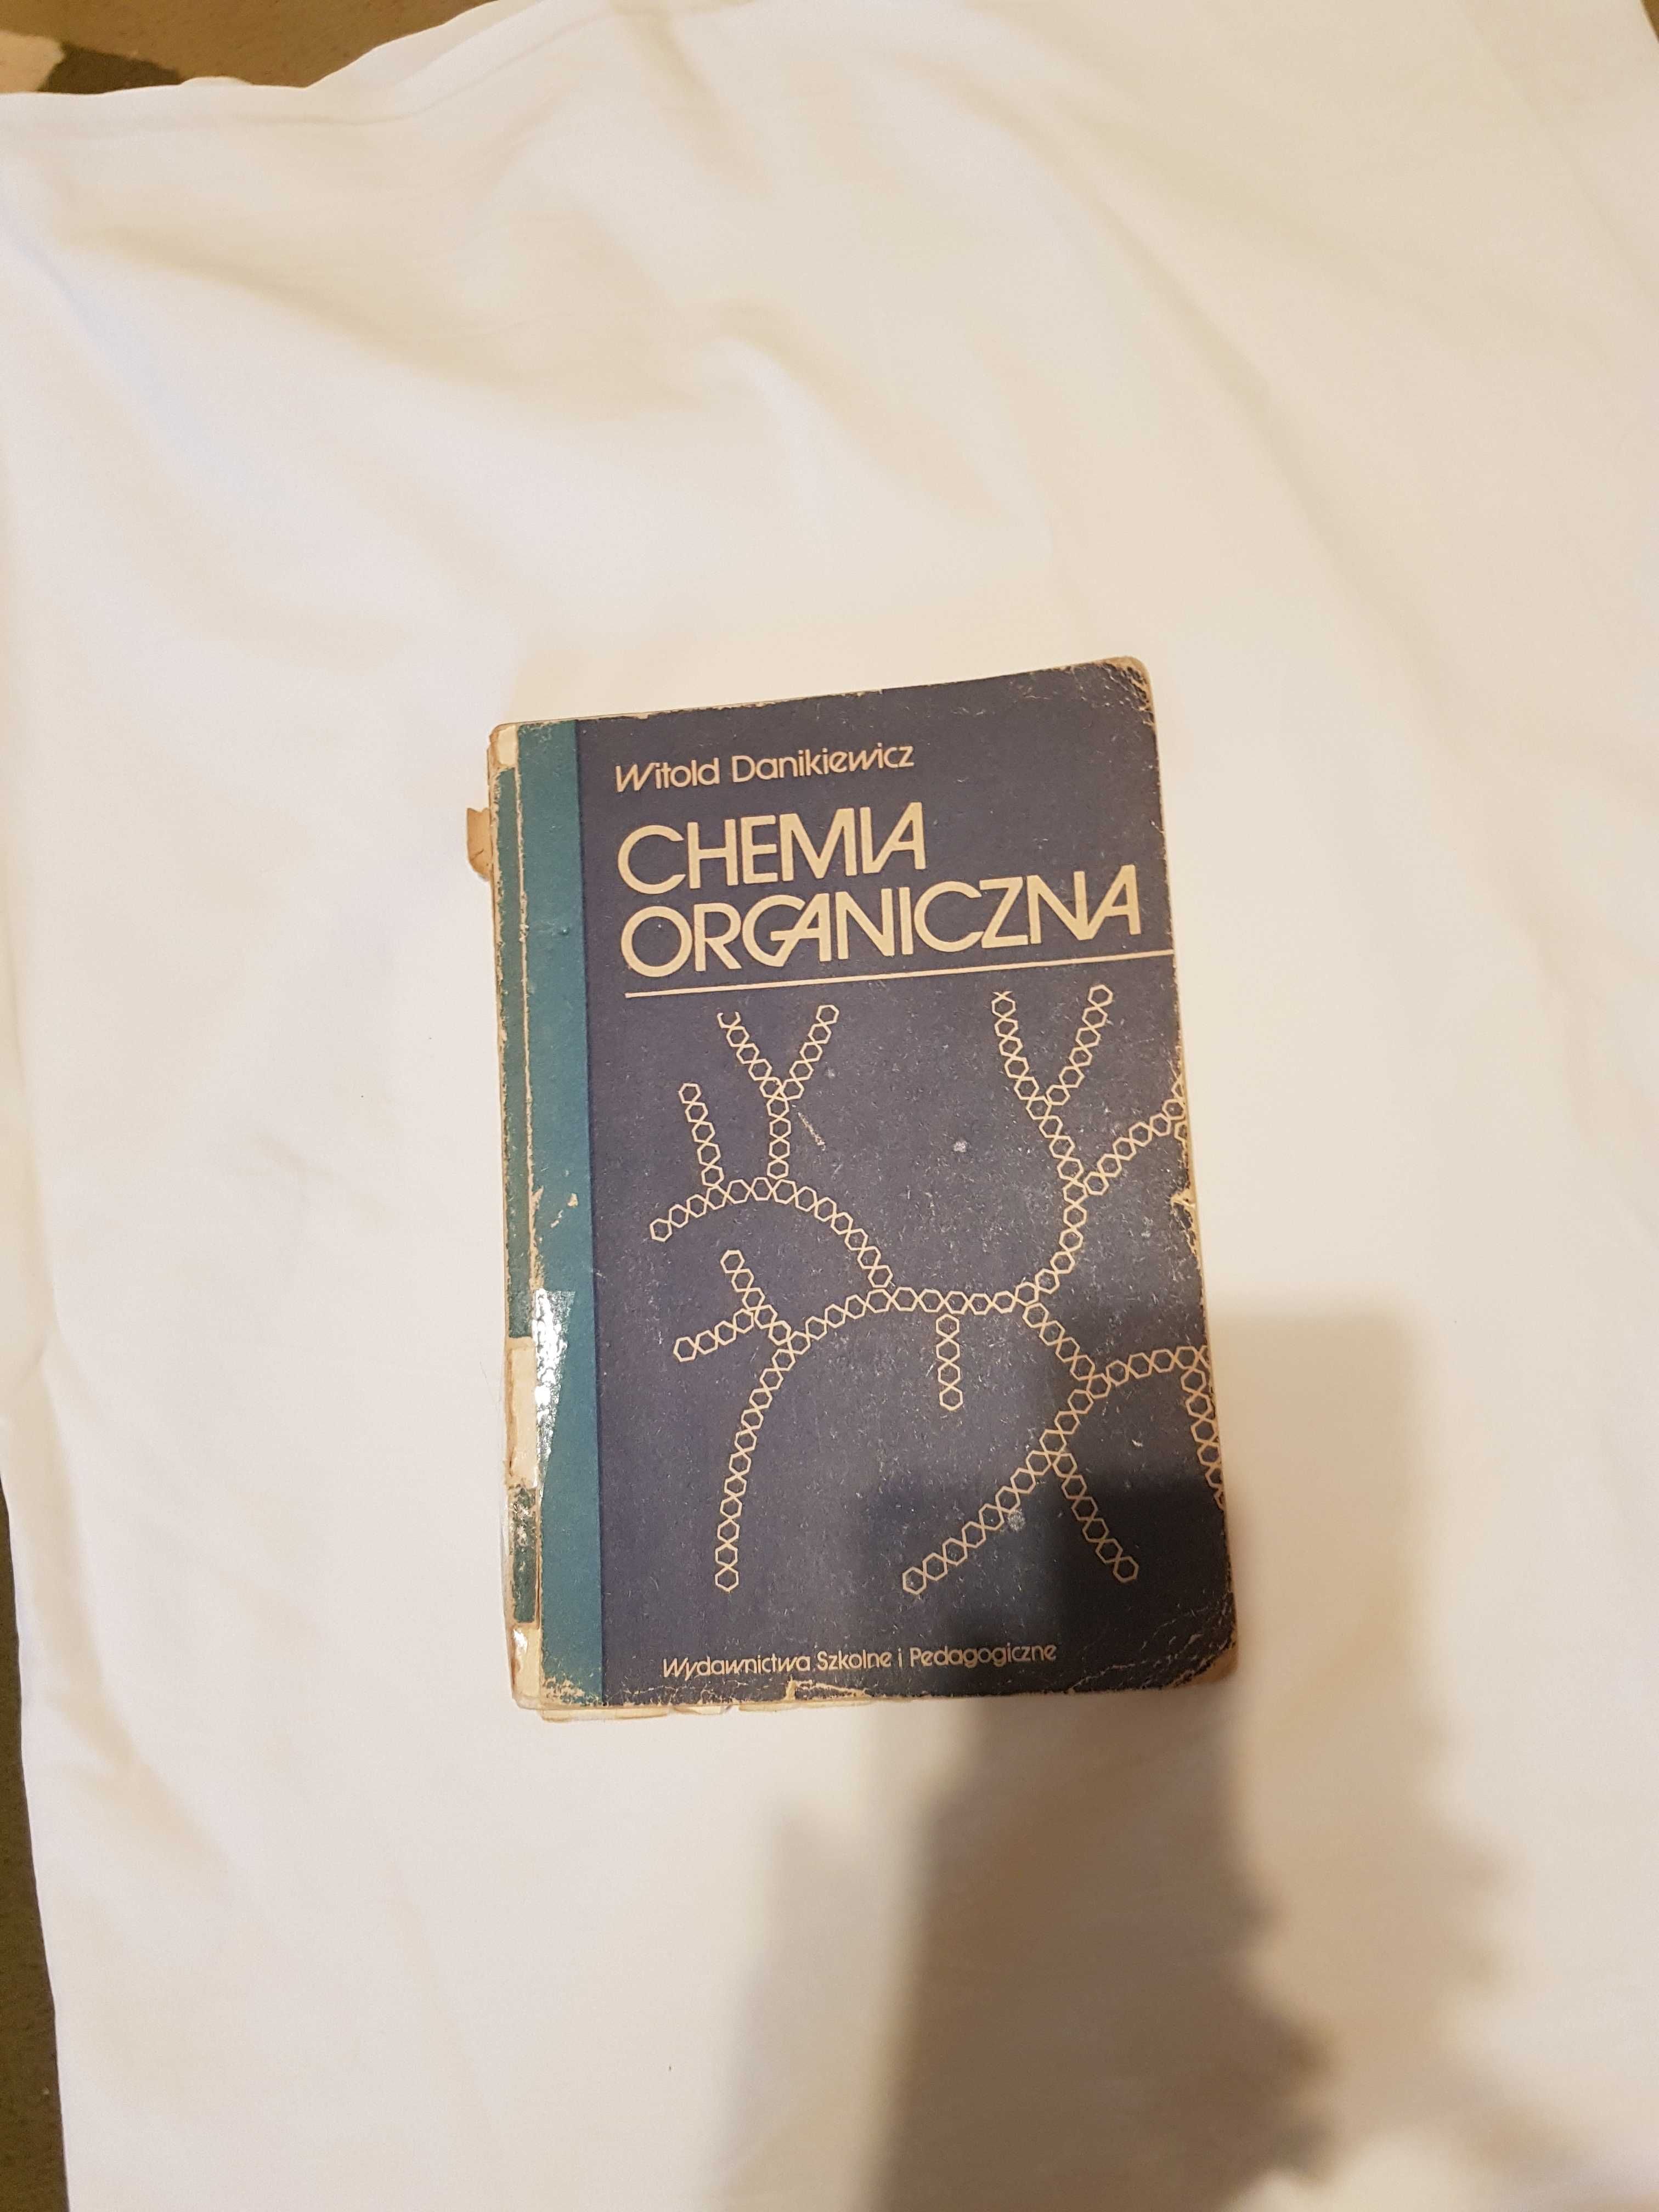 Witold Danikiewicz
CHEMIA
ORGANICZNA
Wydawnictwa Szkolne i Pedagogiczne